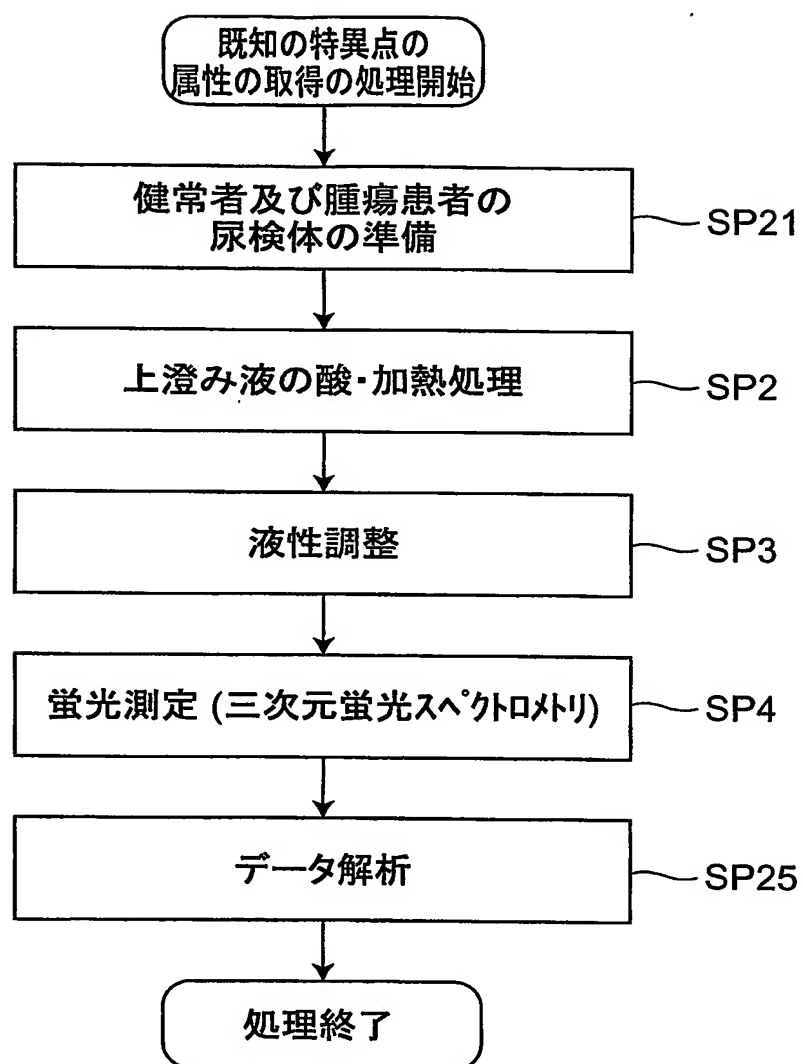 既知の特異点の
属性の取得の処理開始
健常者及び腫瘍患者の
尿検体の準備
SP21
上澄み液の酸・加熱処理
SP2
液性調整
SP3
蛍光測定 (三次元蛍光ｽﾍﾟｸﾄﾛﾒﾄﾘ)
SP4
データ解析
SP25
処理終了